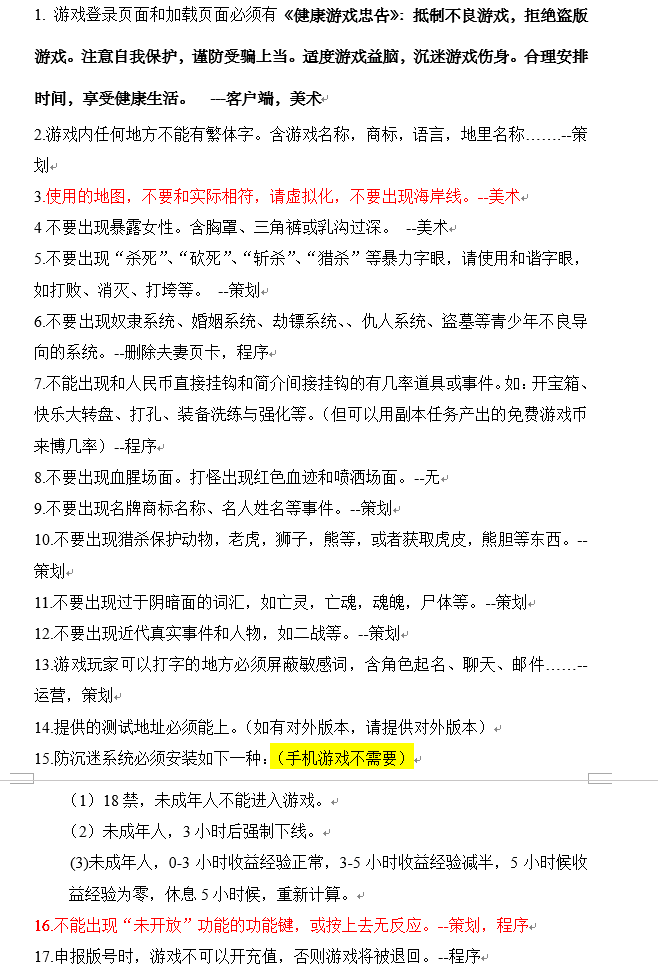 1. 游戏登录页面和加载页面必须有《健康游戏忠告》：抵制不良游戏，拒绝盗版
游戏。注意自我保护，谨防受骗上当。适度游戏益脑，沉迷游戏伤身。合理安排
时间，享受健康生活。 ---客户端，美术
2.游戏内任何地方不能有繁体字。含游戏名称，商标，语言，地里名称…….--策
划
3.使用的地图，不要和实际相符，请虚拟化，不要出现海岸线。--美术
4 不要出现暴露女性。含胸罩、三角裤或乳沟过深。 --美术
5.不要出现“杀死”、“砍死”、“斩杀”、“猎杀”等暴力字眼，请使用和谐字眼，
如打败、消灭、打垮等。 --策划
6.不要出现奴隶系统、婚姻系统、劫镖系统、、仇人系统、盗墓等青少年不良导
向的系统。--删除夫妻页卡，程序
7.不能出现和人民币直接挂钩和简介间接挂钩的有几率道具或事件。如：开宝箱、
快乐大转盘、打孔、装备洗练与强化等。（但可以用副本任务产出的免费游戏币
来博几率）--程序
8.不要出现血腥场面。打怪出现红色血迹和喷洒场面。--无
9.不要出现名牌商标名称、名人姓名等事件。--策划
10.不要出现猎杀保护动物，老虎，狮子，熊等，或者获取虎皮，熊胆等东西。--
策划
11.不要出现过于阴暗面的词汇，如亡灵，亡魂，魂魄，尸体等。--策划
12.不要出现近代真实事件和人物，如二战等。--策划
13.游戏玩家可以打字的地方必须屏蔽敏感词，含角色起名、聊天、邮件……--
运营，策划
14.提供的测试地址必须能上。（如有对外版本，请提供对外版本）
15.防沉迷系统必须安装如下一种：（手机游戏不需要）
（1）18 禁，未成年人不能进入游戏。
（2）未成年人，3 小时后强制下线。
(3)未成年人，0-3 小时收益经验正常，3-5 小时收益经验减半，5 小时候收
益经验为零，休息 5 小时候，重新计算。
16.不能出现“未开放”功能的功能键，或按上去无反应。--策划，程序
17.申报版号时，游戏不可以开充值，否则游戏将被退回。--程序